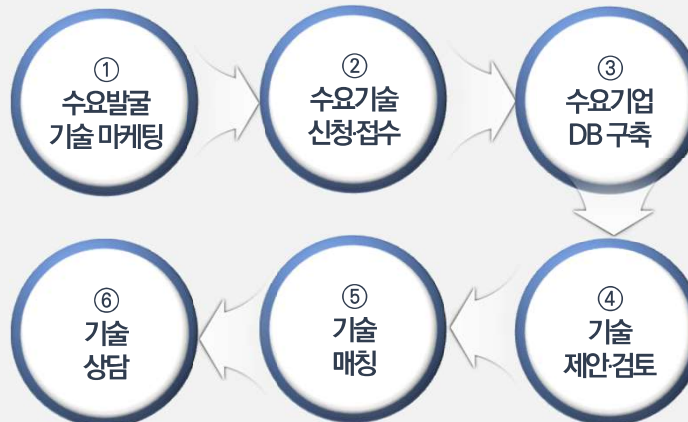 ①
수요발굴
기술 마케팅
②
수요기술
신청·접수
③
수요기업
DB 구축
④
기술
제안·검토
⑤
기술
매칭
⑥
기술
상담